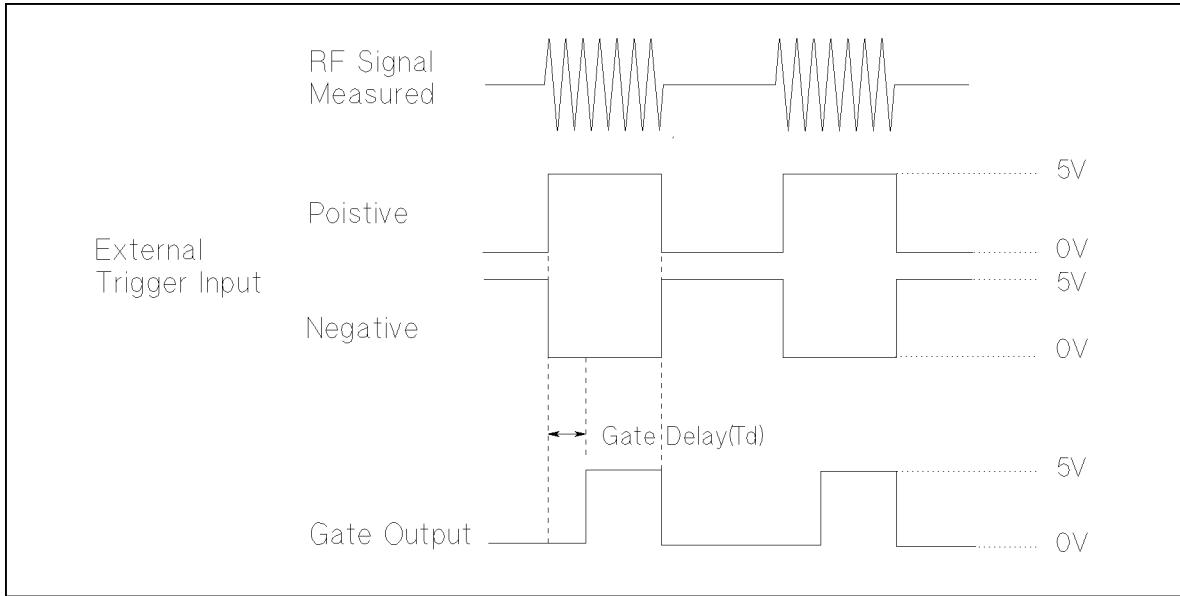 RF Signal
Measured
5V
Poistive
0V
External
Trigger Input
5V
Negative
0V
Gate Delay(Td)
5V
Gate Output
0V